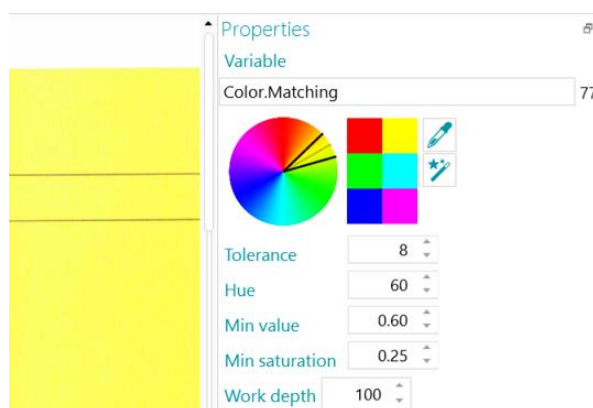 Properties
Variable
Color.Matching 77
Tolerance 8
Hue 60
Min value 0.60
Min saturation 0.25
Work depth 100